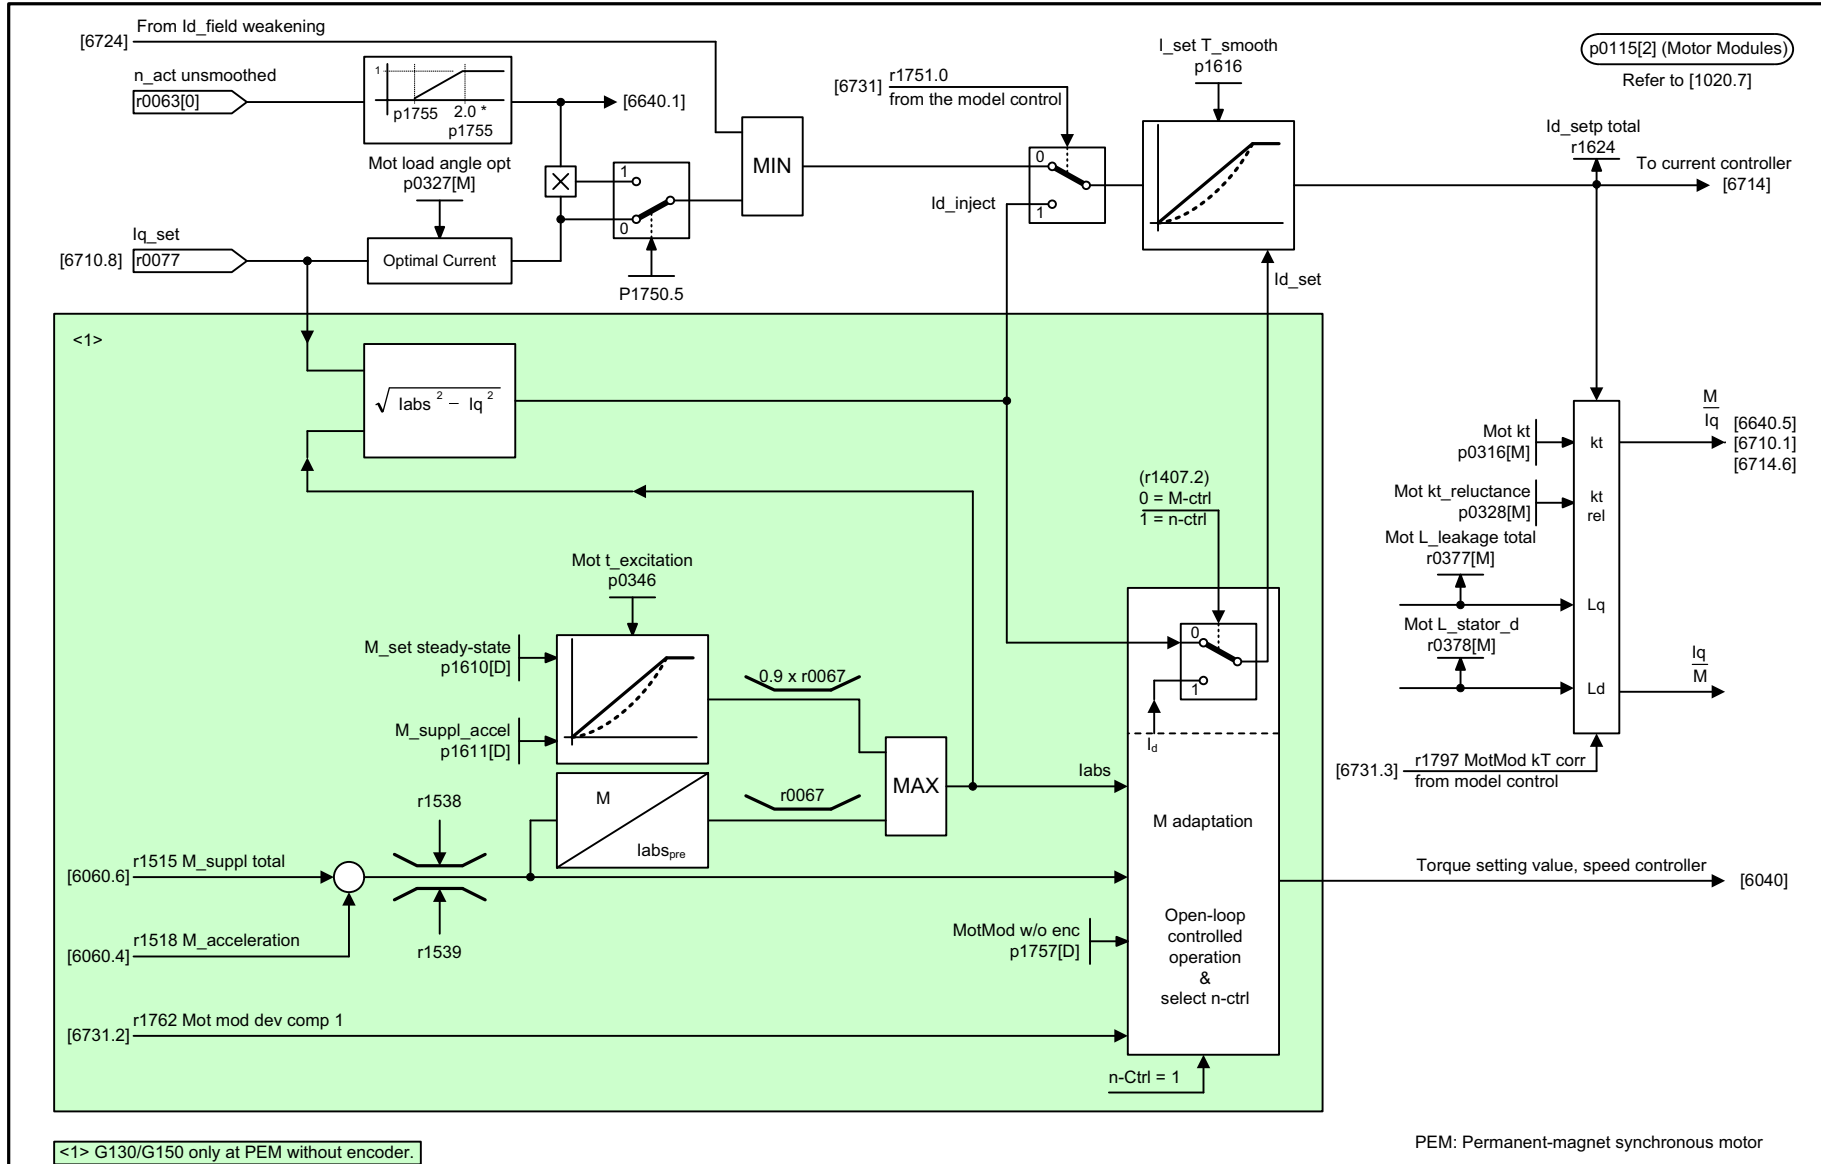 From Id_field weakening
[6724]
n_act unsmoothed
r0063[0]
1
p1755
2.0 *
p1755
[6640.1]
Mot load angle opt
p0327[M]
1
0
P1750.5
MIN
Iq_set
[6710.8]
r0077
Optimal Current
[6731]
r1751.0
from the model control
Id_inject
0
1
I_set T_smooth
p1616
Id_set
p0115[2] (Motor Modules)
Refer to [1020.7]
Id_setp total
r1624
To current controller
[6714]
<1>
√ Iabs 2 – Iq 2
(r1407.2)
0 = M-ctrl
1 = n-ctrl
Mot t_excitation
p0346
M_set steady-state
p1610[D]
M_suppl_accel
p1611[D]
0.9 x r0067
M
Iabspre
r0067
MAX
Iabs
0
1
Id
M adaptation
Open-loop
controlled
operation
&
select n-ctrl
r1538
r1539
[6060.6]
r1515 M_suppl total
[6060.4]
r1518 M_acceleration
MotMod w/o enc
p1757[D]
[6731.2]
r1762 Mot mod dev comp 1
n-Ctrl = 1
Mot kt
p0316[M]
Mot kt_reluctance
p0328[M]
Mot L_leakage total
r0377[M]
Mot L_stator_d
r0378[M]
kt
kt
rel
Lq
Ld
M
Iq
[6640.5]
[6710.1]
[6714.6]
Iq
M
[6731.3]
r1797 MotMod kT corr
from model control
Torque setting value, speed controller
[6040]
<1> G130/G150 only at PEM without encoder.
PEM: Permanent-magnet synchronous motor